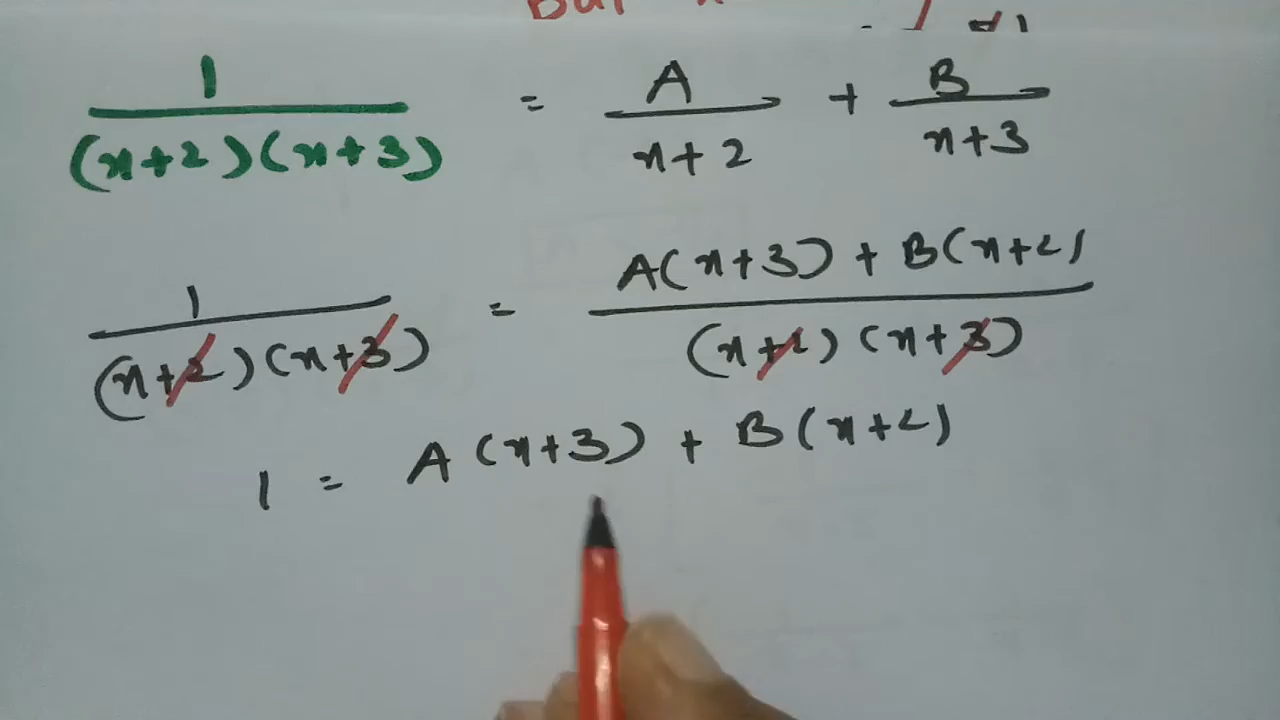 1/((x+2)(x+3)) = A/(x+2) + B/(x+3)
1/((x+2)(x+3)) = (A(x+3) + B(x+2))/((x+2)(x+3))
1 = A(x+3) + B(x+2)